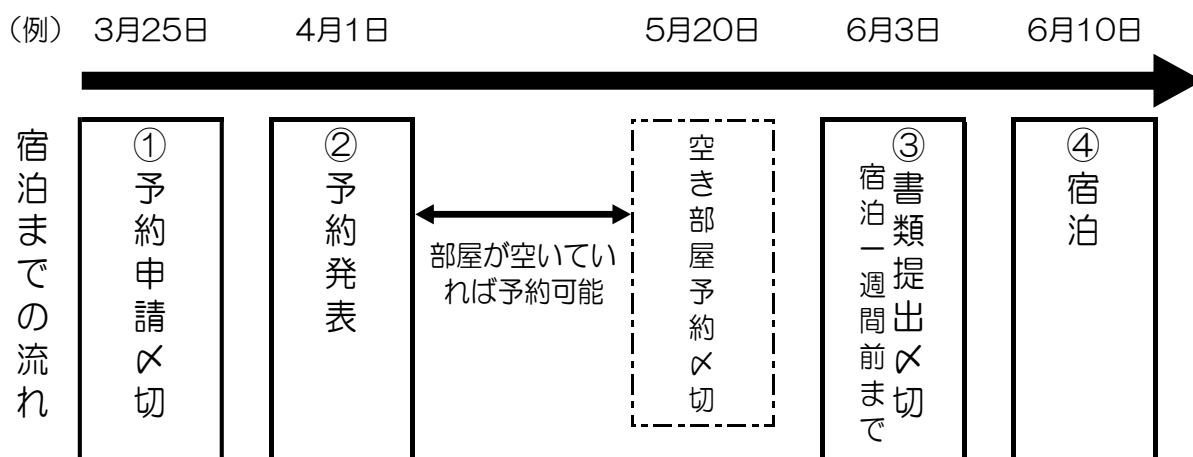 (例) 3月25日 4月1日 5月20日 6月3日 6月10日
宿泊までの流れ
①予約申請〆切
②予約発表
部屋が空いてい
れば予約可能
空き部屋予約〆切
③書類提出〆切
宿泊一週間前まで
④宿泊